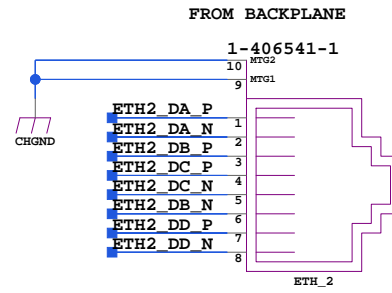 FROM BACKPLANE
1-406541-1
10 MTG2
9 MTG1
CHGND
ETH2_DA_P 1
ETH2_DA_N 2
ETH2_DB_P 3
ETH2_DC_P 4
ETH2_DC_N 5
ETH2_DB_N 6
ETH2_DD_P 7
ETH2_DD_N 8
ETH_2